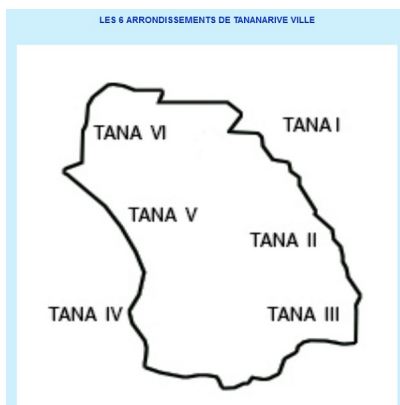 LES 6 ARRONDISSEMENTS DE TANANARIVE VILLE
TANA I
TANA VI
TANA V
TANA II
TANA IV
TANA III